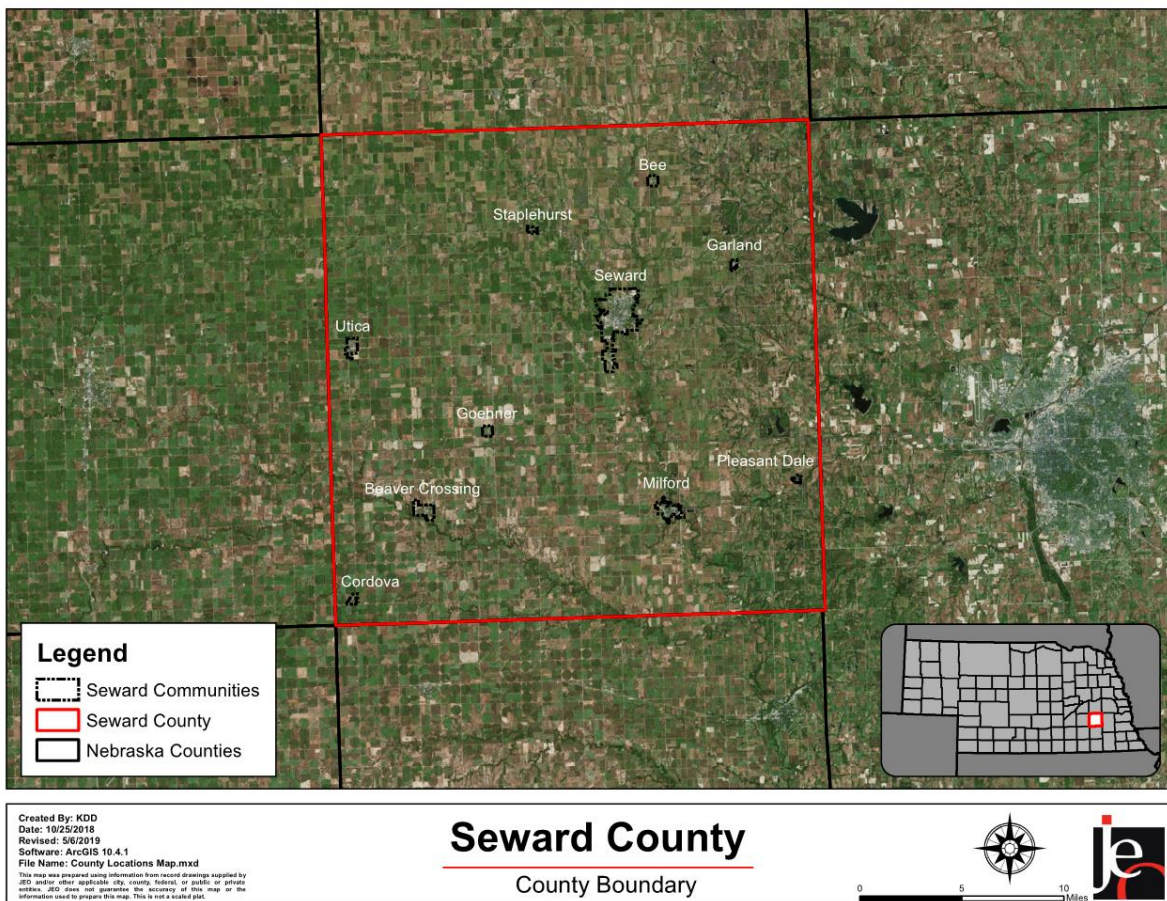 Bee
Staplehurst
Garland
Seward
Utica
Goehner
Pleasant Dale
Beaver Crossing
Milford
Cordova
Legend
Seward Communities
Seward County
Nebraska Counties
Created By: KDD
Date: 10/25/2018
Revised: 5/6/2019
Software: ArcGIS 10.4.1
File Name: County Locations Map.mxd
This map was prepared using information from record drawings supplied by
JEO and/or other applicable city, county, federal, or public or private
entities. JEO does not guarantee the accuracy of this map or the
information used to prepare this map. This is not a scaled plat.
Seward County
County Boundary
0 5 10
Miles
jeo